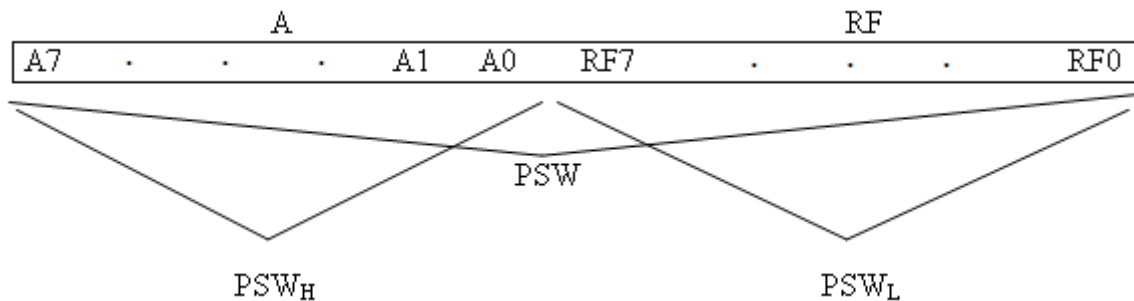 A RF
A7 . . . A1 A0 RF7 . . . RF0
PSW
PSWH PSWL